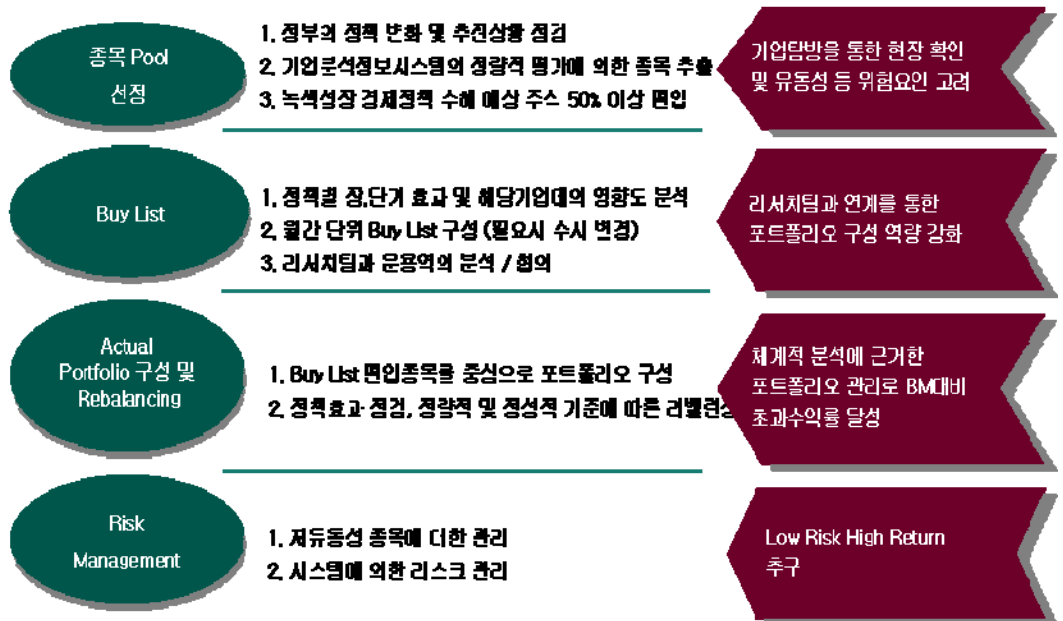 종목 Pool
선정
1. 정부의 정책 변화 및 추진상황 점검
2. 기업분석정보시스템의 정량적 평가에 의한 종목 추출
3. 녹색성장 경제정책 수혜 예상 주스 50% 이상 편입
기업탐방을 통한 현장 확인
및 유동성 등 위험요인 고려
Buy List
1. 정책별 장,단기 효과 및 해당기업대의 영향도 분석
2. 월간 단위 Buy List 구성 (필요시 수시 변경)
3. 리서치팀과 운용역의 분석 / 협의
리서치팀과 연계를 통한
포트폴리오 구성 역량 강화
Actual
Portfolio 구성 및
Rebalancing
1. Buy List 편입종목을 중심으로 포트폴리오 구성
2. 정책효과 점검, 정량적 및 정성적 기준에 따른 리밸런싱
체계적 분석에 근거한
포트폴리오 관리로 BM대비
초과수익률 달성
Risk
Management
1. 저유동성 종목에 더한 관리
2. 시스템에 의한 리스크 관리
Low Risk High Return
추구